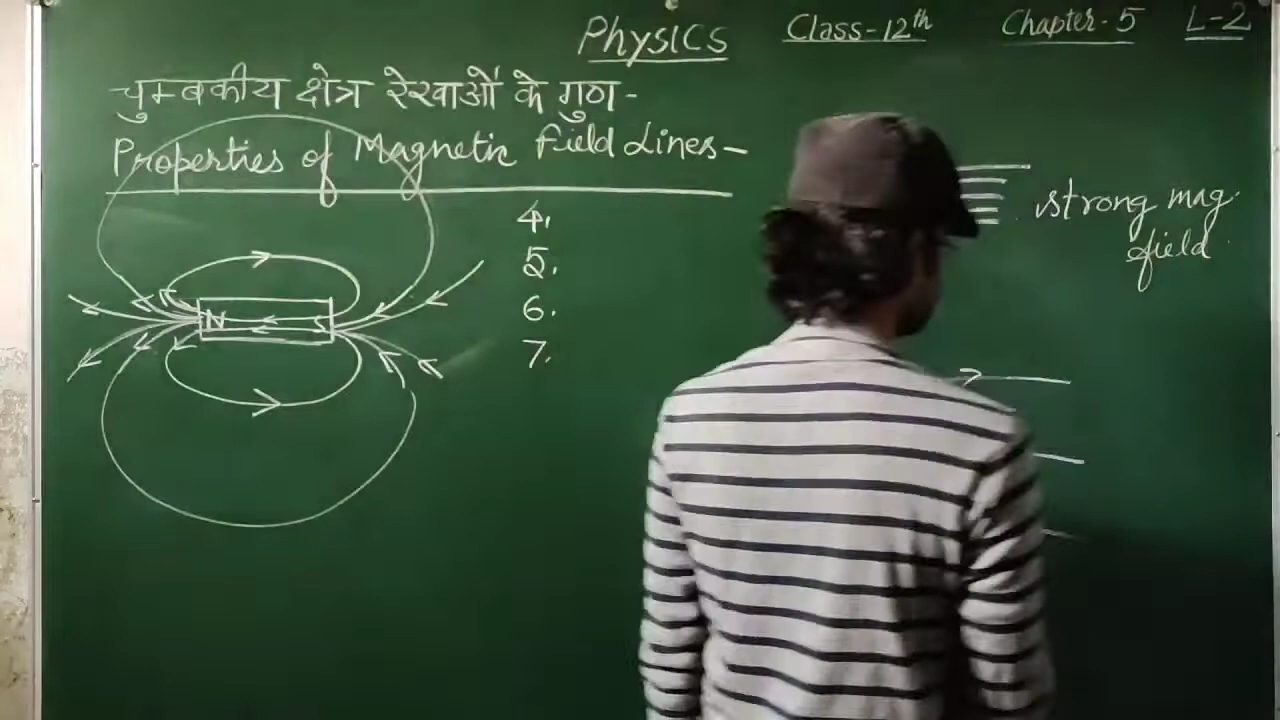 Physics Class-12th Chapter-5 L-2
चुम्बकीय क्षेत्र रेखाओं के गुण-
Properties of Magnetic field Lines-
4.
5.
6.
7.
N S
strong mag.
field.